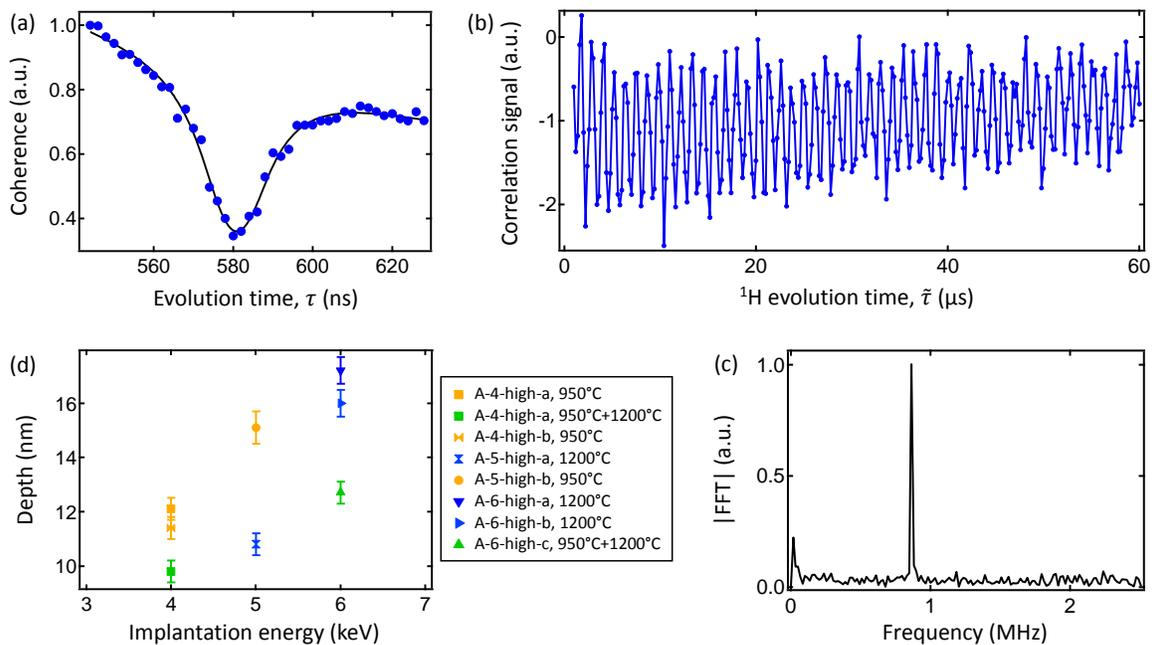 (a)
1.0
0.8
0.6
0.4
Coherence (a.u.)
560
580
600
620
Evolution time, τ (ns)
(b)
0
-1
-2
Correlation signal (a.u.)
0
20
40
60
¹H evolution time, τ̃ (μs)
(d)
16
14
12
10
Depth (nm)
3
4
5
6
7
Implantation energy (keV)
A-4-high-a, 950°C
A-4-high-a, 950°C+1200°C
A-4-high-b, 950°C
A-5-high-a, 1200°C
A-5-high-b, 950°C
A-6-high-a, 1200°C
A-6-high-b, 1200°C
A-6-high-c, 950°C+1200°C
(c)
1.0
0.5
0.0
|FFT| (a.u.)
0
1
2
Frequency (MHz)